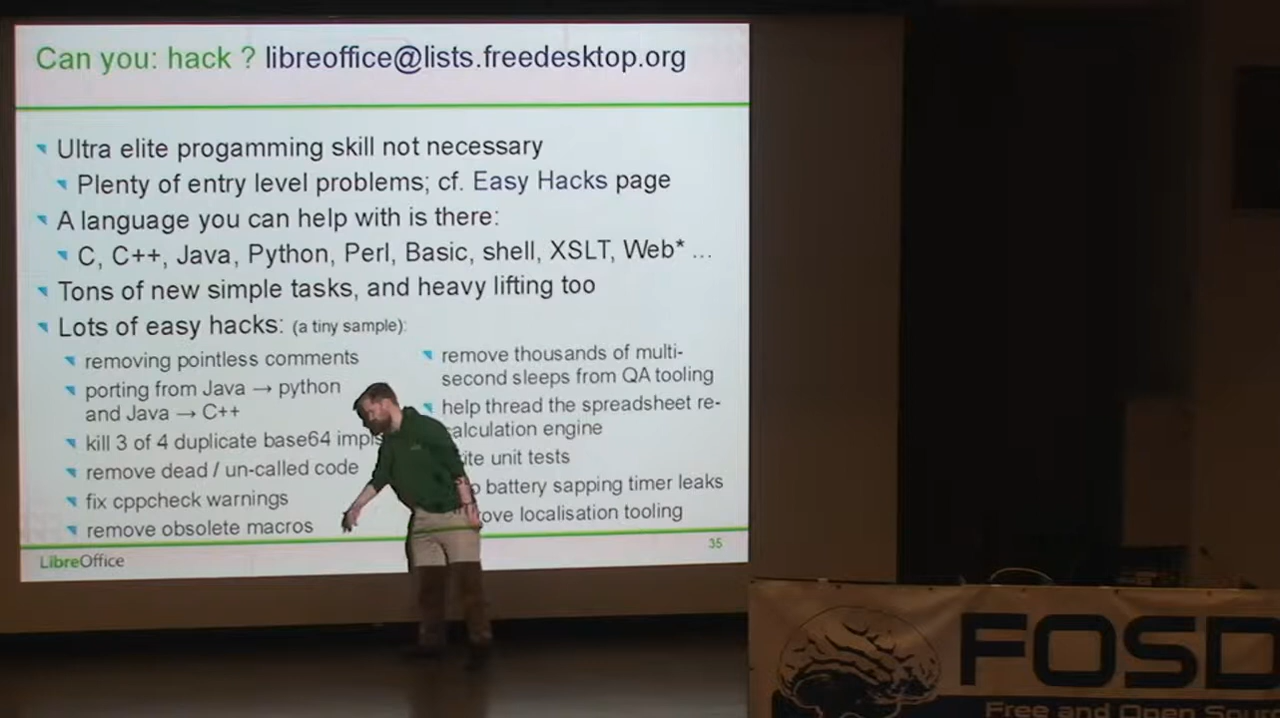 Can you: hack ? libreoffice@lists.freedesktop.org
Ultra elite progamming skill not necessary
Plenty of entry level problems; cf. Easy Hacks page
A language you can help with is there:
C, C++, Java, Python, Perl, Basic, shell, XSLT, Web* ...
Tons of new simple tasks, and heavy lifting too
Lots of easy hacks: (a tiny sample):
removing pointless comments
porting from Java → python
and Java → C++
kill 3 of 4 duplicate base64 impls
remove dead / un-called code
fix cppcheck warnings
remove obsolete macros
remove thousands of multi-
second sleeps from QA tooling
help thread the spreadsheet re-
alculation engine
ite unit tests
battery sapping timer leaks
ove localisation tooling
LibreOffice
35
FOSD
Free and Open Sour